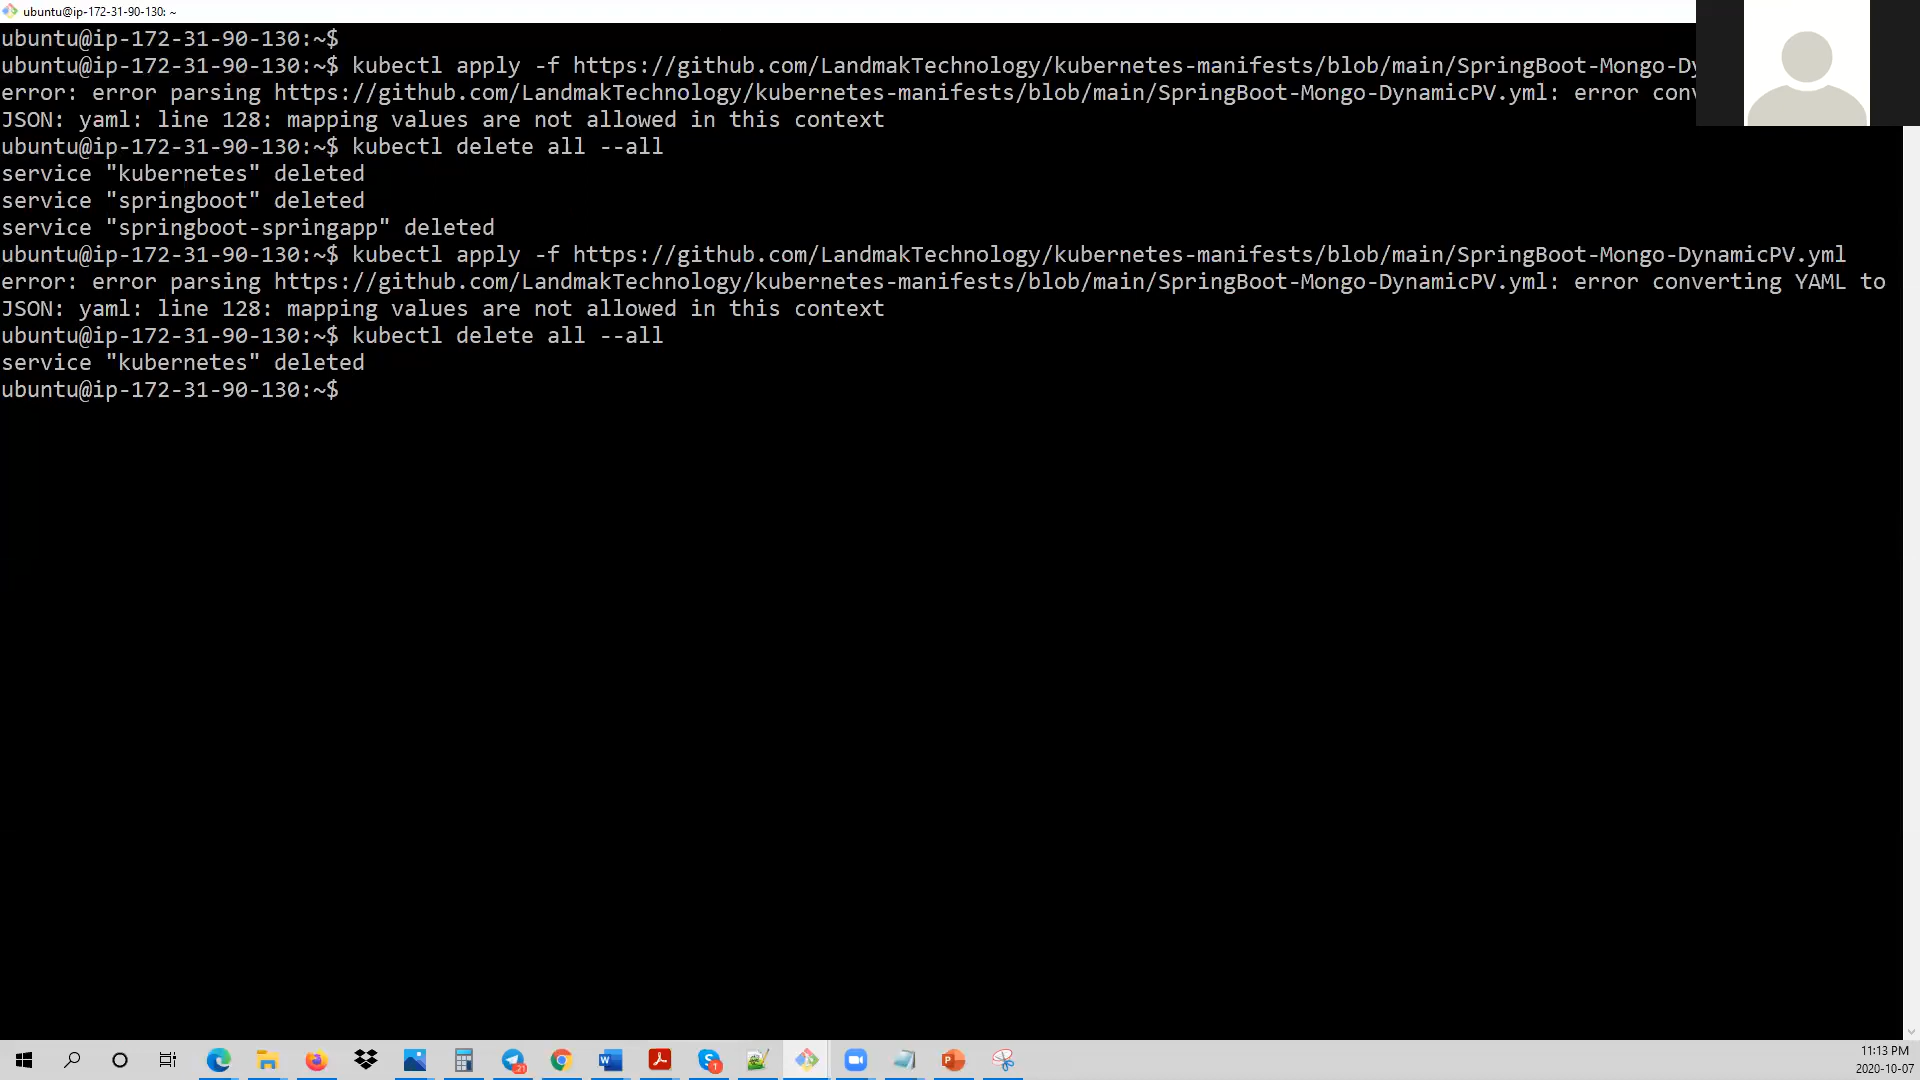 ubuntu@ip-172-31-90-130: ~
ubuntu@ip-172-31-90-130:~$
ubuntu@ip-172-31-90-130:~$ kubectl apply -f https://github.com/LandmakTechnology/kubernetes-manifests/blob/main/SpringBoot-Mongo-Dy
error: error parsing https://github.com/LandmakTechnology/kubernetes-manifests/blob/main/SpringBoot-Mongo-DynamicPV.yml: error conv
JSON: yaml: line 128: mapping values are not allowed in this context
ubuntu@ip-172-31-90-130:~$ kubectl delete all --all
service "kubernetes" deleted
service "springboot" deleted
service "springboot-springapp" deleted
ubuntu@ip-172-31-90-130:~$ kubectl apply -f https://github.com/LandmakTechnology/kubernetes-manifests/blob/main/SpringBoot-Mongo-DynamicPV.yml
error: error parsing https://github.com/LandmakTechnology/kubernetes-manifests/blob/main/SpringBoot-Mongo-DynamicPV.yml: error converting YAML to
JSON: yaml: line 128: mapping values are not allowed in this context
ubuntu@ip-172-31-90-130:~$ kubectl delete all --all
service "kubernetes" deleted
ubuntu@ip-172-31-90-130:~$
11:13 PM
2020-10-07